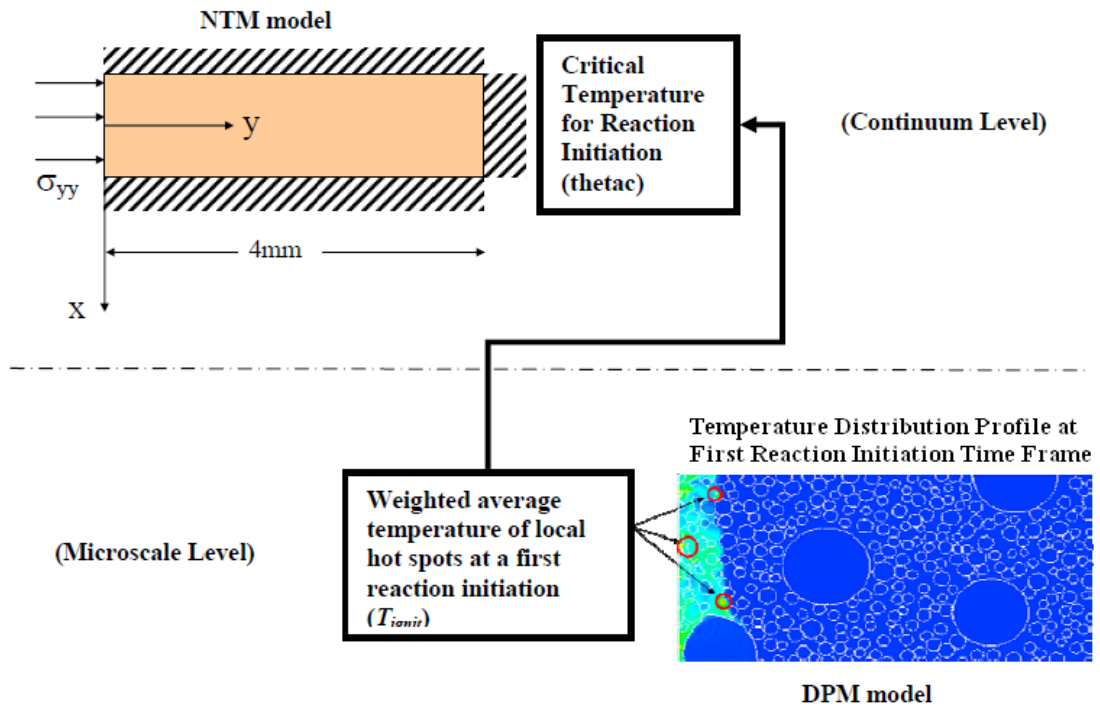 NTM model
Critical
Temperature
for Reaction
Initiation
(thetac)
(Continuum Level)
y
σyy
4mm
x
Temperature Distribution Profile at
First Reaction Initiation Time Frame
Weighted average
temperature of local
hot spots at a first
reaction initiation
(Tignit)
(Microscale Level)
DPM model